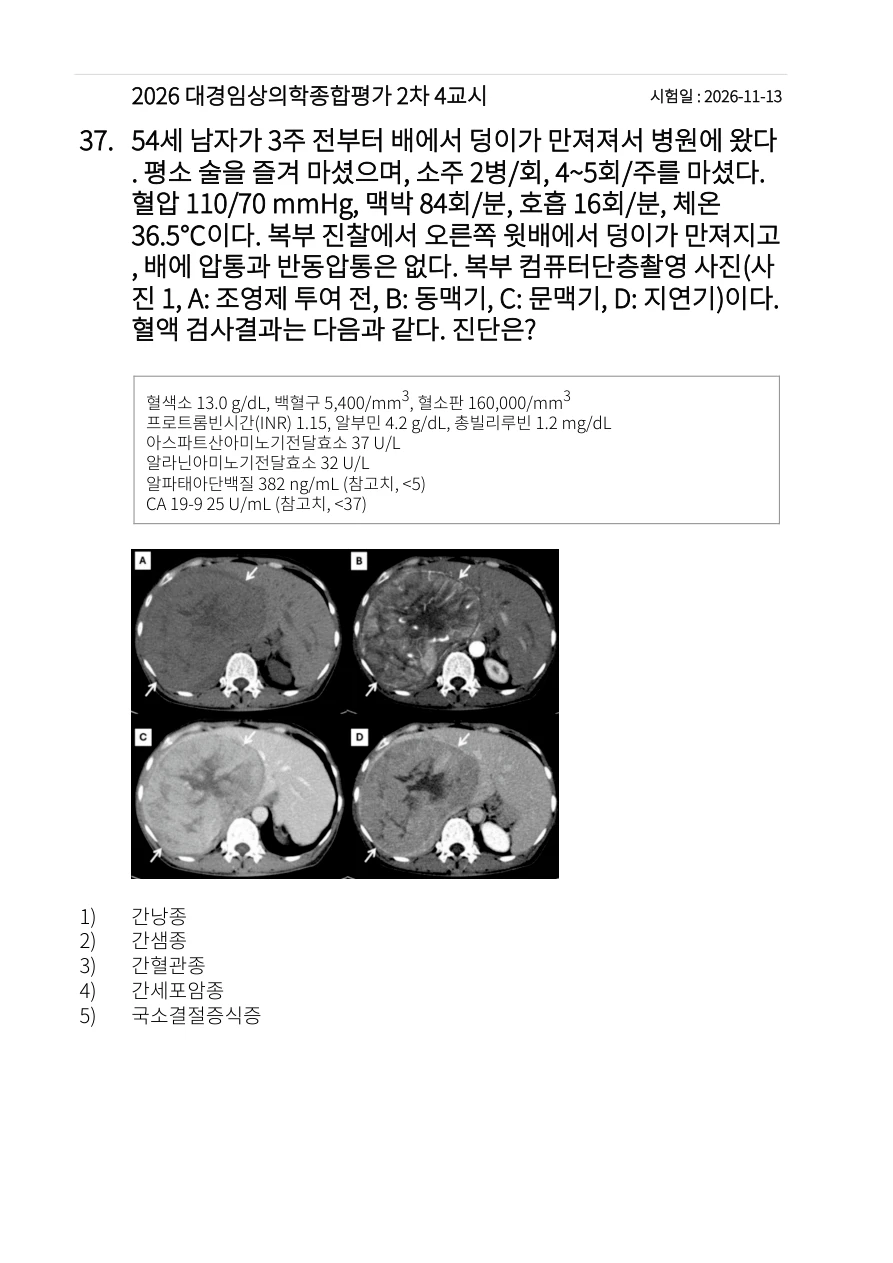 2026 대경임상의학종합평가 2차 4교시
시험일 : 2026-11-13
37. 54세 남자가 3주 전부터 배에서 덩이가 만져져서 병원에 왔다
. 평소 술을 즐겨 마셨으며, 소주 2병/회, 4~5회/주를 마셨다.
혈압 110/70 mmHg, 맥박 84회/분, 호흡 16회/분, 체온
36.5℃이다. 복부 진찰에서 오른쪽 윗배에서 덩이가 만져지고
, 배에 압통과 반동압통은 없다. 복부 컴퓨터단층촬영 사진(사
진 1, A: 조영제 투여 전, B: 동맥기, C: 문맥기, D: 지연기)이다.
혈액 검사결과는 다음과 같다. 진단은?
혈색소 13.0 g/dL, 백혈구 5,400/mm³, 혈소판 160,000/mm³
프로트롬빈시간(INR) 1.15, 알부민 4.2 g/dL, 총빌리루빈 1.2 mg/dL
아스파트산아미노기전달효소 37 U/L
알라닌아미노기전달효소 32 U/L
알파태아단백질 382 ng/mL (참고치, <5)
CA 19-9 25 U/mL (참고치, <37)
A
B
C
D
1) 간낭종
2) 간샘종
3) 간혈관종
4) 간세포암종
5) 국소결절증식증